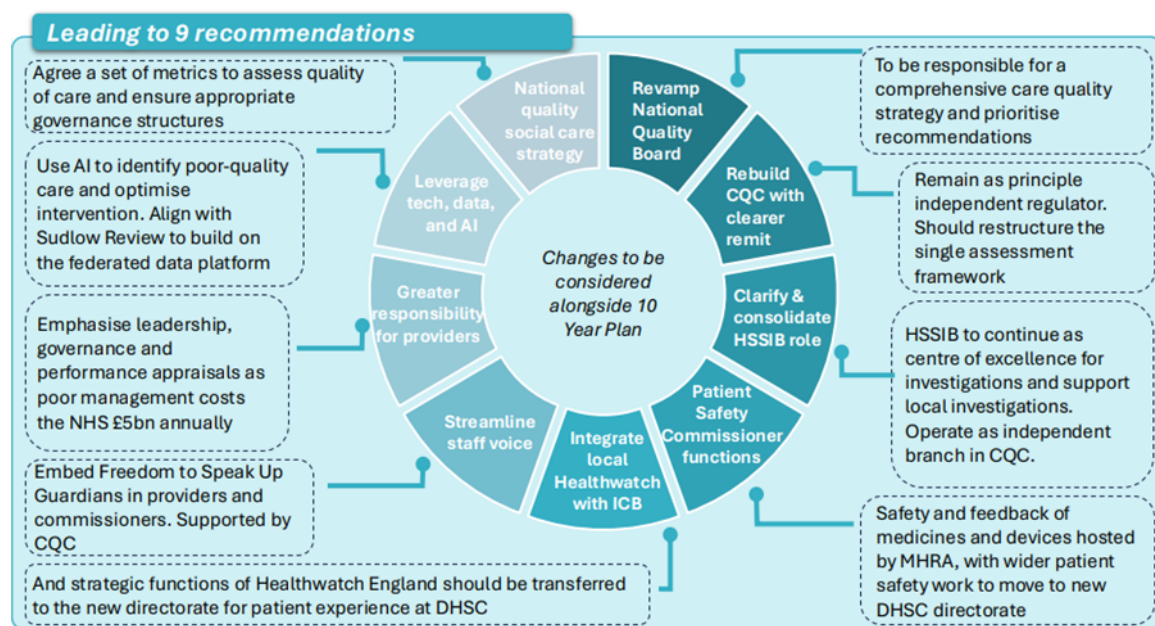 Leading to 9 recommendations
Agree a set of metrics to assess quality
of care and ensure appropriate
governance structures
Use AI to identify poor-quality
care and optimise
intervention. Align with
Sudlow Review to build on
the federated data platform
Emphasise leadership,
governance and
performance appraisals as
poor management costs
the NHS £5bn annually
Embed Freedom to Speak Up
Guardians in providers and
commissioners. Supported by
CQC
And strategic functions of Healthwatch England should be transferred
to the new directorate for patient experience at DHSC
National
quality
social care
strategy
Leverage
tech, data,
and AI
Greater
responsibility
for providers
Streamline
staff voice
Integrate
local
Healthwatch
with ICB
Patient
Safety
Commissioner
functions
Clarify &
consolidate
HSSIB role
Rebuild
CQC with
clearer
remit
Revamp
National
Quality
Board
Changes to be
considered
alongside 10
Year Plan
To be responsible for a
comprehensive care quality
strategy and prioritise
recommendations
Remain as principle
independent regulator.
Should restructure the
single assessment
framework
HSSIB to continue as
centre of excellence for
investigations and support
local investigations.
Operate as independent
branch in CQC.
Safety and feedback of
medicines and devices hosted
by MHRA, with wider patient
safety work to move to new
DHSC directorate